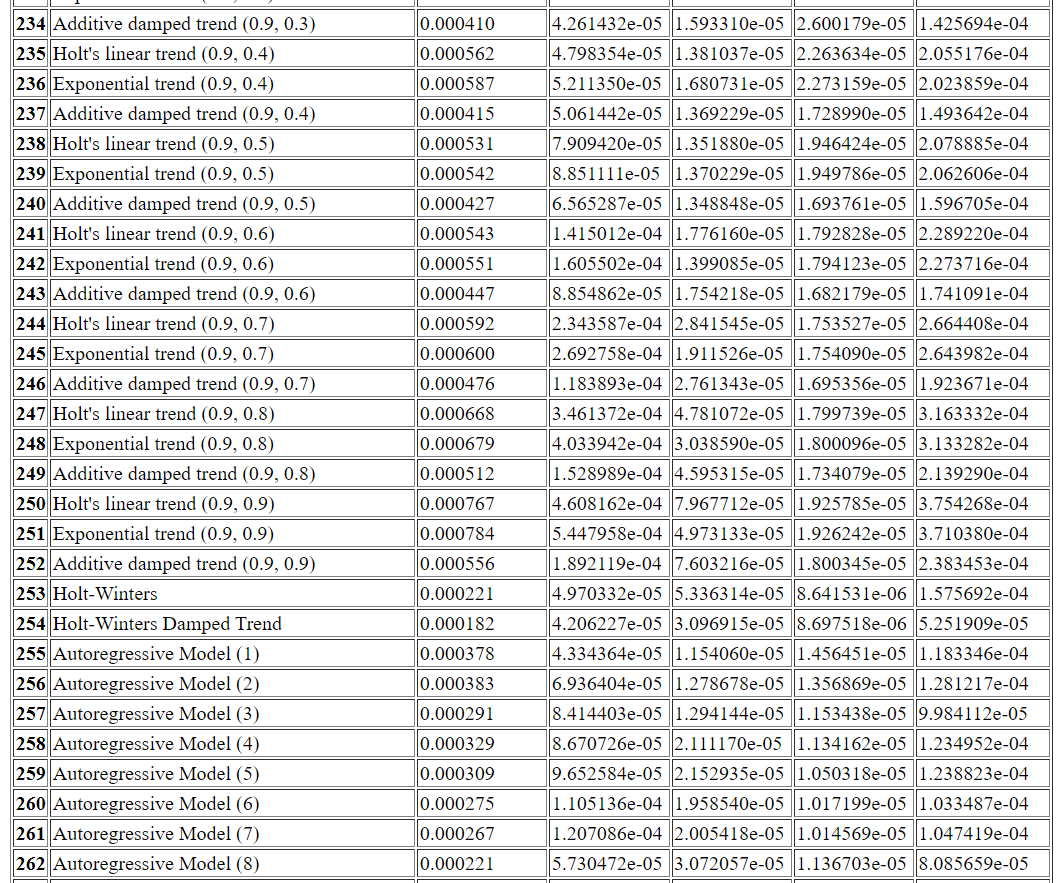 234 Additive damped trend (0.9, 0.3) 0.000410 4.261432e-05 1.593310e-05 2.600179e-05 1.425694e-04
235 Holt's linear trend (0.9, 0.4) 0.000562 4.798354e-05 1.381037e-05 2.263634e-05 2.055176e-04
236 Exponential trend (0.9, 0.4) 0.000587 5.211350e-05 1.680731e-05 2.273159e-05 2.023859e-04
237 Additive damped trend (0.9, 0.4) 0.000415 5.061442e-05 1.369229e-05 1.728990e-05 1.493642e-04
238 Holt's linear trend (0.9, 0.5) 0.000531 7.909420e-05 1.351880e-05 1.946424e-05 2.078885e-04
239 Exponential trend (0.9, 0.5) 0.000542 8.851111e-05 1.370229e-05 1.949786e-05 2.062606e-04
240 Additive damped trend (0.9, 0.5) 0.000427 6.565287e-05 1.348848e-05 1.693761e-05 1.596705e-04
241 Holt's linear trend (0.9, 0.6) 0.000543 1.415012e-04 1.776160e-05 1.792828e-05 2.289220e-04
242 Exponential trend (0.9, 0.6) 0.000551 1.605502e-04 1.399085e-05 1.794123e-05 2.273716e-04
243 Additive damped trend (0.9, 0.6) 0.000447 8.854862e-05 1.754218e-05 1.682179e-05 1.741091e-04
244 Holt's linear trend (0.9, 0.7) 0.000592 2.343587e-04 2.841545e-05 1.753527e-05 2.664408e-04
245 Exponential trend (0.9, 0.7) 0.000600 2.692758e-04 1.911526e-05 1.754090e-05 2.643982e-04
246 Additive damped trend (0.9, 0.7) 0.000476 1.183893e-04 2.761343e-05 1.695356e-05 1.923671e-04
247 Holt's linear trend (0.9, 0.8) 0.000668 3.461372e-04 4.781072e-05 1.799739e-05 3.163332e-04
248 Exponential trend (0.9, 0.8) 0.000679 4.033942e-04 3.038590e-05 1.800096e-05 3.133282e-04
249 Additive damped trend (0.9, 0.8) 0.000512 1.528989e-04 4.595315e-05 1.734079e-05 2.139290e-04
250 Holt's linear trend (0.9, 0.9) 0.000767 4.608162e-04 7.967712e-05 1.925785e-05 3.754268e-04
251 Exponential trend (0.9, 0.9) 0.000784 5.447958e-04 4.973133e-05 1.926242e-05 3.710380e-04
252 Additive damped trend (0.9, 0.9) 0.000556 1.892119e-04 7.603216e-05 1.800345e-05 2.383453e-04
253 Holt-Winters 0.000221 4.970332e-05 5.336314e-05 8.641531e-06 1.575692e-04
254 Holt-Winters Damped Trend 0.000182 4.206227e-05 3.096915e-05 8.697518e-06 5.251909e-05
255 Autoregressive Model (1) 0.000378 4.334364e-05 1.154060e-05 1.456451e-05 1.183346e-04
256 Autoregressive Model (2) 0.000383 6.936404e-05 1.278678e-05 1.356869e-05 1.281217e-04
257 Autoregressive Model (3) 0.000291 8.414403e-05 1.294144e-05 1.153438e-05 9.984112e-05
258 Autoregressive Model (4) 0.000329 8.670726e-05 2.111170e-05 1.134162e-05 1.234952e-04
259 Autoregressive Model (5) 0.000309 9.652584e-05 2.152935e-05 1.050318e-05 1.238823e-04
260 Autoregressive Model (6) 0.000275 1.105136e-04 1.958540e-05 1.017199e-05 1.033487e-04
261 Autoregressive Model (7) 0.000267 1.207086e-04 2.005418e-05 1.014569e-05 1.047419e-04
262 Autoregressive Model (8) 0.000221 5.730472e-05 3.072057e-05 1.136703e-05 8.085659e-05